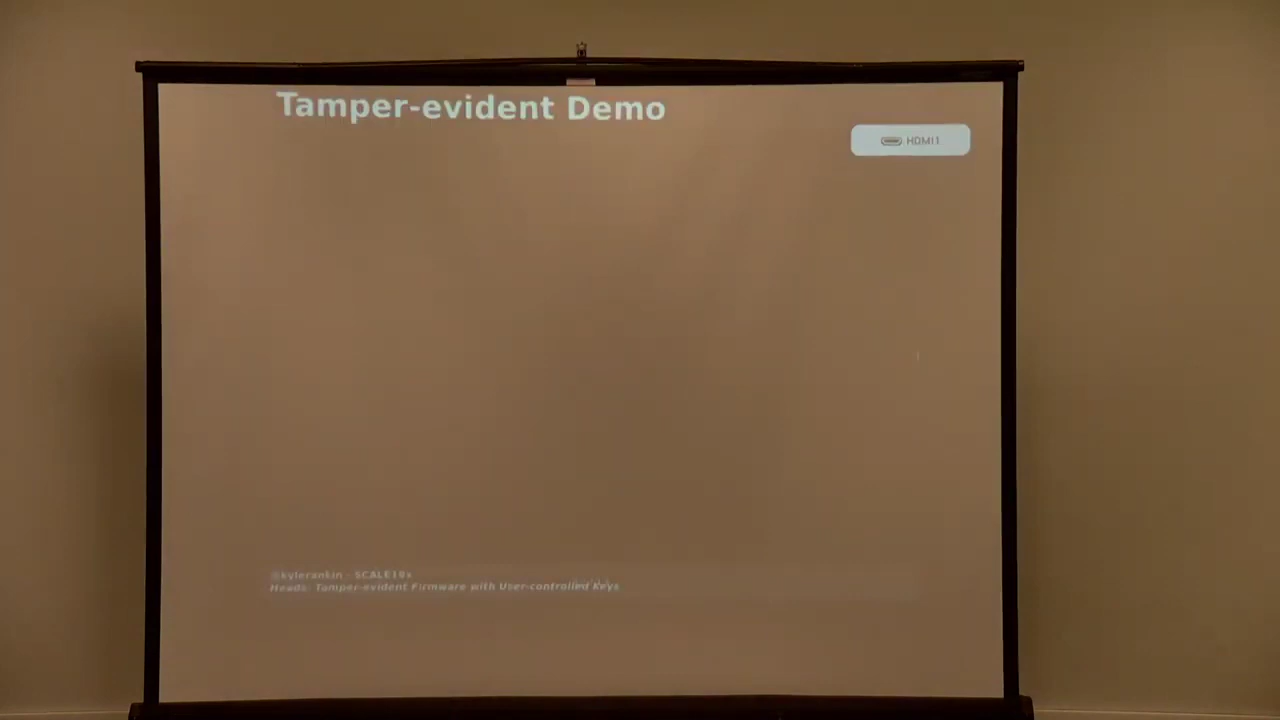 Tamper-evident Demo
HDMI1
@kylerankin - SCALE19x
Heads: Tamper-evident Firmware with User-controlled Keys